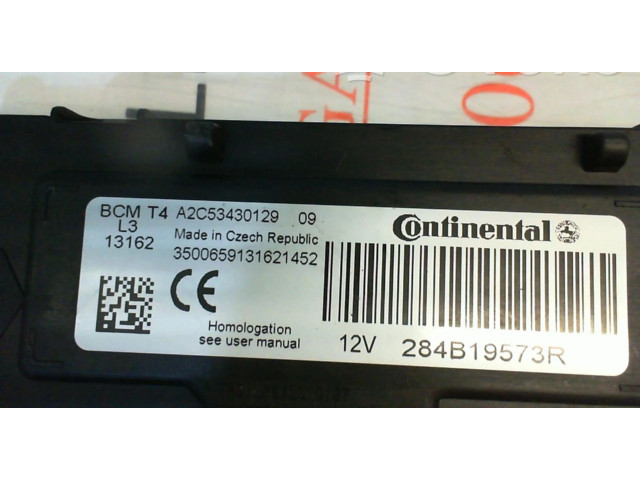 BCM T4 A2C53430129 09
L3
13162
Made in Czech Republic
3500659131621452
CE
Homologation
see user manual
Continental
12V 284B19573R